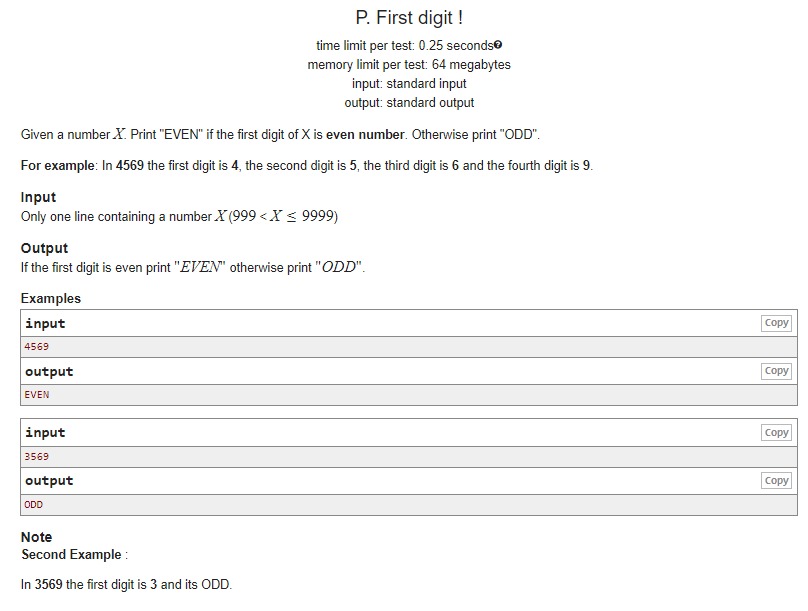 P. First digit !
time limit per test: 0.25 seconds?
memory limit per test: 64 megabytes
input: standard input
output: standard output
Given a number X. Print "EVEN" if the first digit of X is even number. Otherwise print "ODD".
For example: In 4569 the first digit is 4, the second digit is 5, the third digit is 6 and the fourth digit is 9.
Input
Only one line containing a number X (999 < X ≤ 9999)
Output
If the first digit is even print "EVEN" otherwise print "ODD".
Examples
input Copy
4569
output Copy
EVEN
input Copy
3569
output Copy
ODD
Note
Second Example :
In 3569 the first digit is 3 and its ODD.